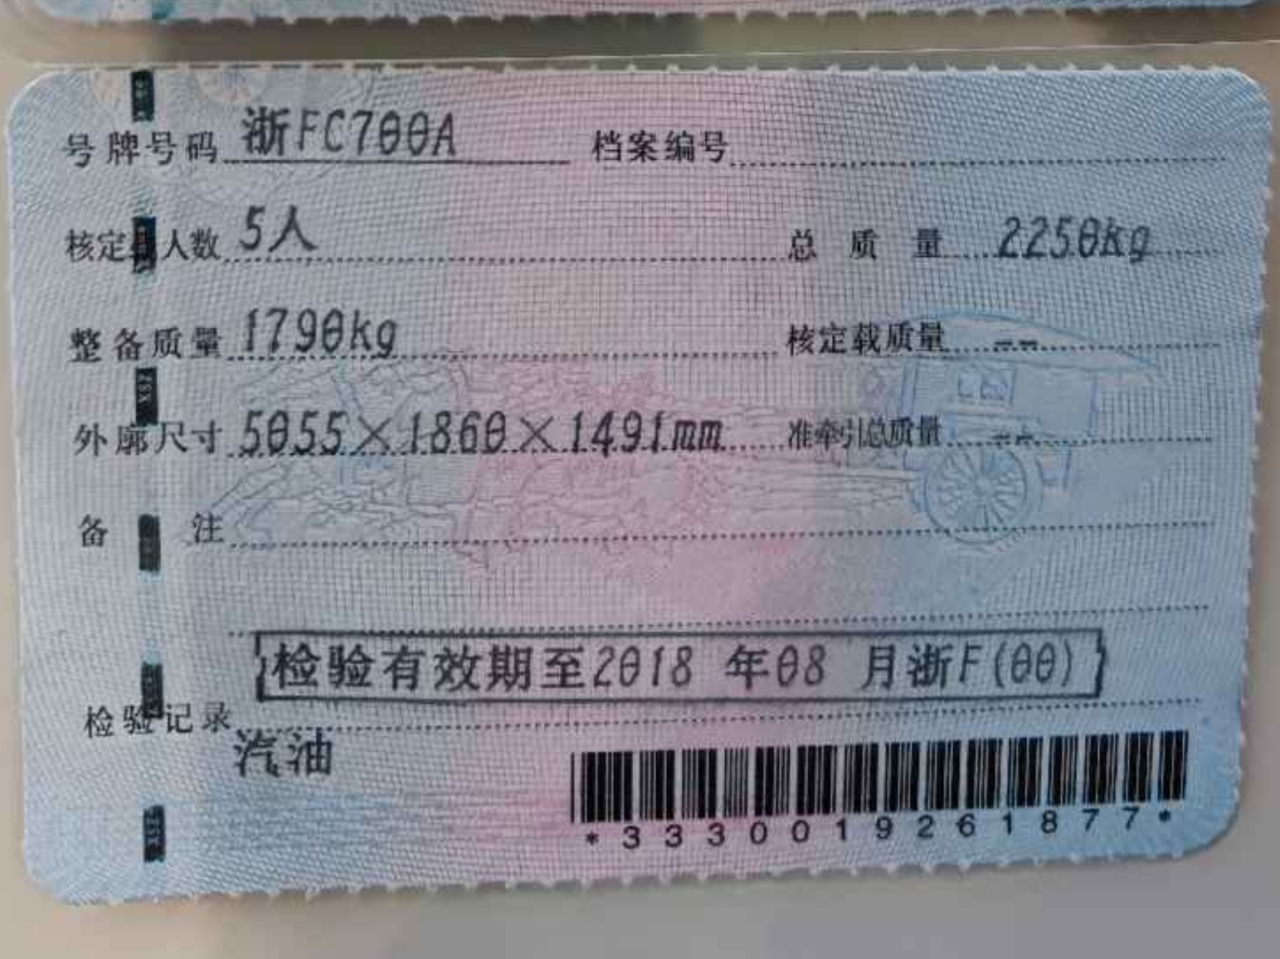 号牌号码 浙FC700A 档案编号
核定 人数 5人 总质量 2250kg
整备质量 1790kg 核定载质量 --
外廓尺寸 5055×1860×1491mm 准牵引总质量 --
备注
检验有效期至2018年08月浙F(00)
检验记录
汽油
*3330019261877*